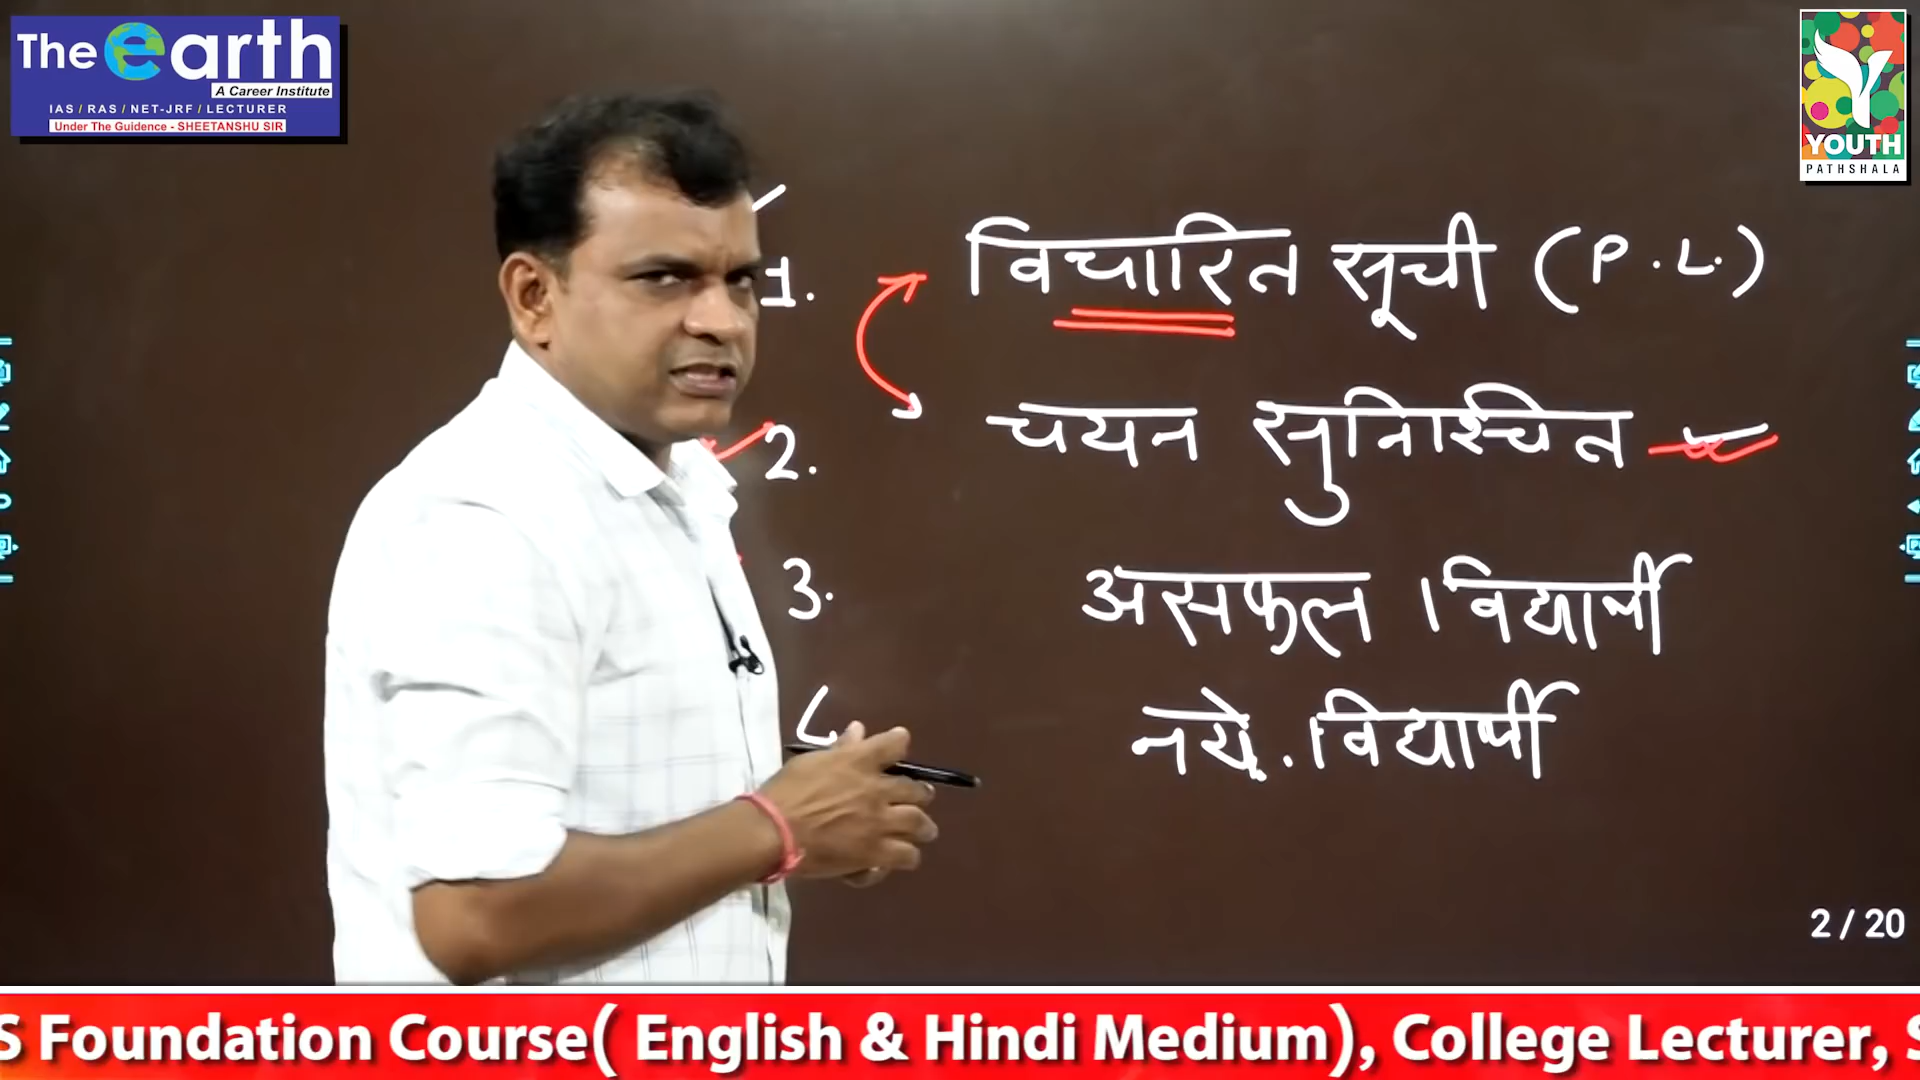 The earth
A Career Institute
IAS / RAS / NET-JRF / LECTURER
Under The Guidence - SHEETANSHU SIR
YOUTH
PATHSHALA
1. विचारित सूची (P.L.)
2. चयन सुनिश्चित
3. असफल विद्यार्थी
नये विद्यार्थी
2 / 20
S Foundation Course( English & Hindi Medium), College Lecturer, S